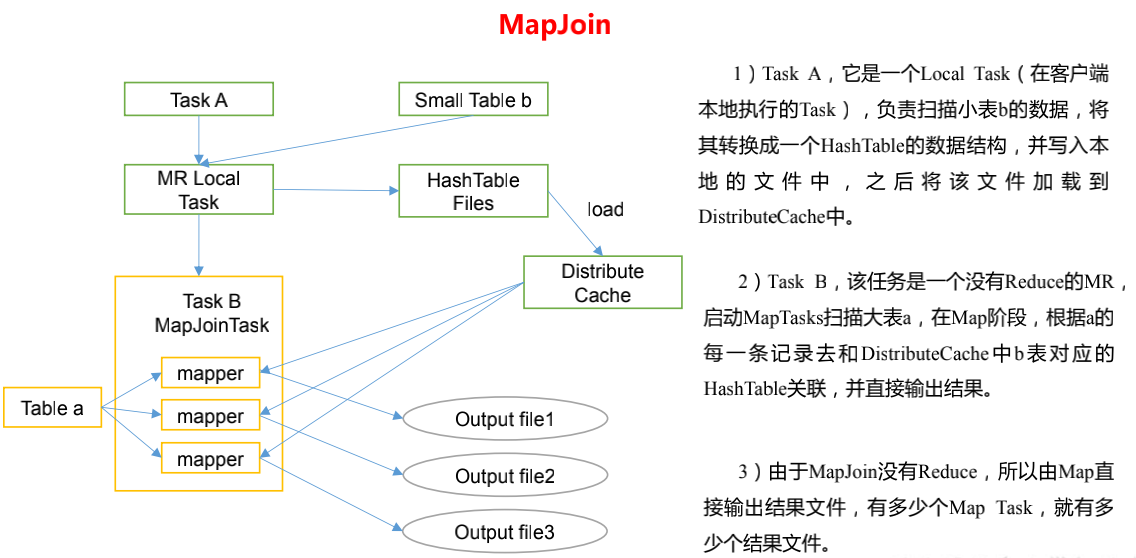 MapJoin
Task A
Small Table b
MR Local
Task
HashTable
Files
load
Distribute
Cache
Task B
MapJoinTask
mapper
mapper
mapper
Table a
Output file1
Output file2
Output file3
1）Task A，它是一个Local Task（在客户端
本地执行的Task），负责扫描小表b的数据，将
其转换成一个HashTable的数据结构，并写入本
地的文件中，之后将该文件加载到
DistributeCache中。
2）Task B，该任务是一个没有Reduce的MR，
启动MapTasks扫描大表a，在Map阶段，根据a的
每一条记录去和DistributeCache中b表对应的
HashTable关联，并直接输出结果。
3）由于MapJoin没有Reduce，所以由Map直
接输出结果文件，有多少个Map Task，就有多
少个结果文件。